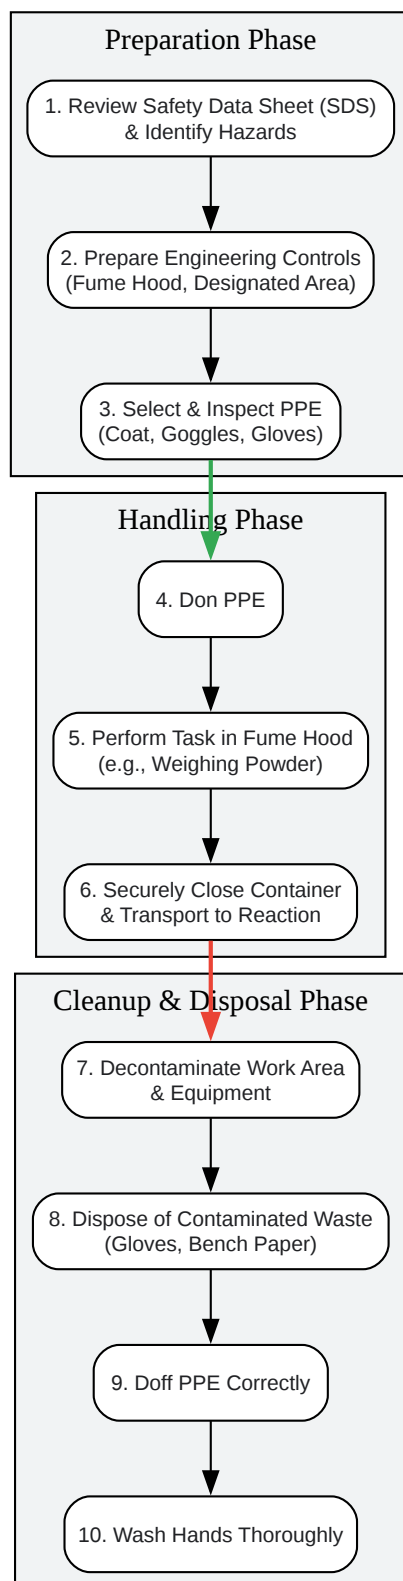 Preparation Phase
1. Review Safety Data Sheet (SDS)
& Identify Hazards
2. Prepare Engineering Controls
(Fume Hood, Designated Area)
3. Select & Inspect PPE
(Coat, Goggles, Gloves)
Handling Phase
4. Don PPE
5. Perform Task in Fume Hood
(e.g., Weighing Powder)
6. Securely Close Container
& Transport to Reaction
Cleanup & Disposal Phase
7. Decontaminate Work Area
& Equipment
8. Dispose of Contaminated Waste
(Gloves, Bench Paper)
9. Doff PPE Correctly
10. Wash Hands Thoroughly